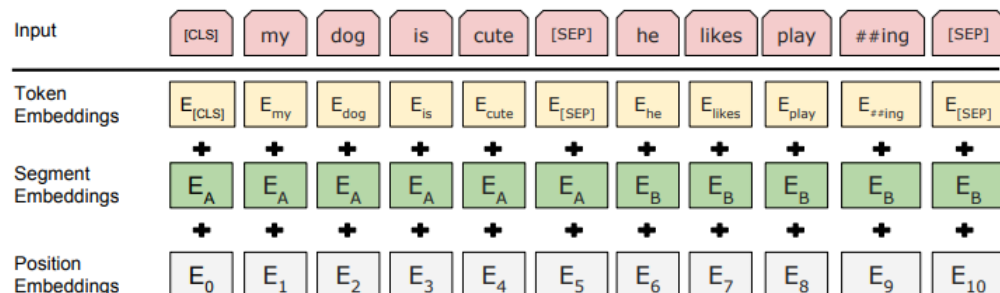 Input [CLS] my dog is cute [SEP] he likes play ##ing [SEP]
Token Embeddings E[CLS] Emy Edog Eis Ecute E[SEP] Ehe Elikes Eplay E##ing E[SEP]
+ + + + + + + + + + +
Segment Embeddings EA EA EA EA EA EA EB EB EB EB EB
+ + + + + + + + + + +
Position Embeddings E0 E1 E2 E3 E4 E5 E6 E7 E8 E9 E10